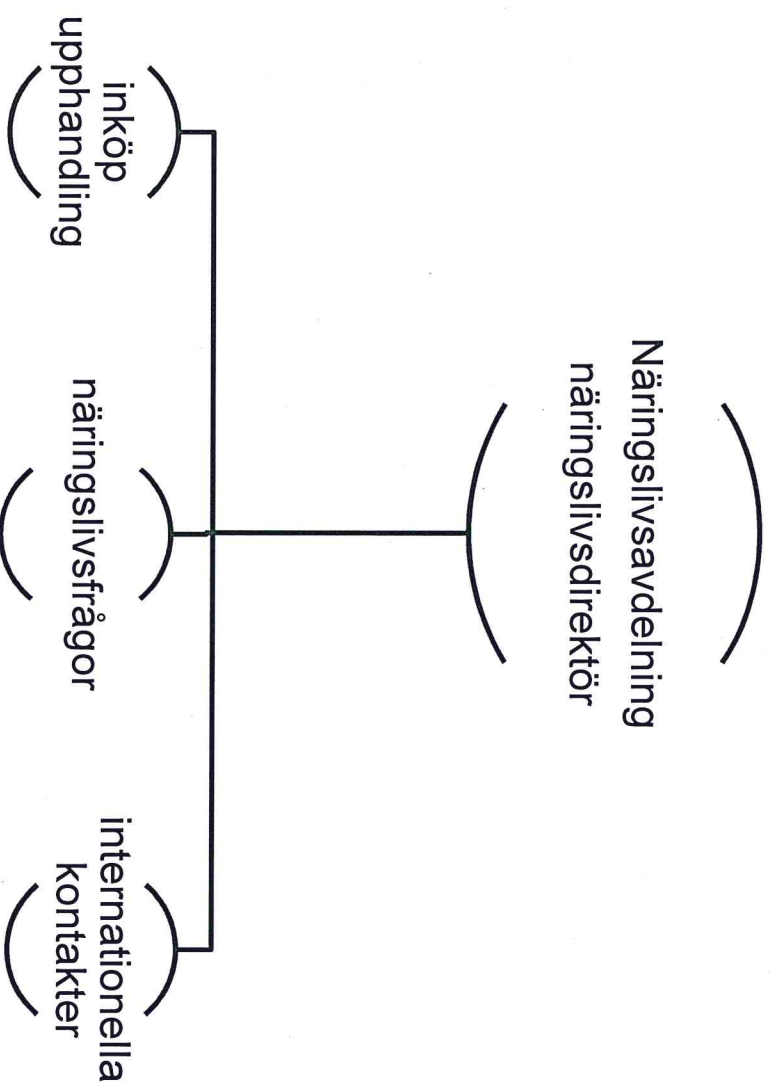 Näringslivsavdelning
näringslivsdirektör
inköp
upphandling
näringslivsfrågor
internationella
kontakter